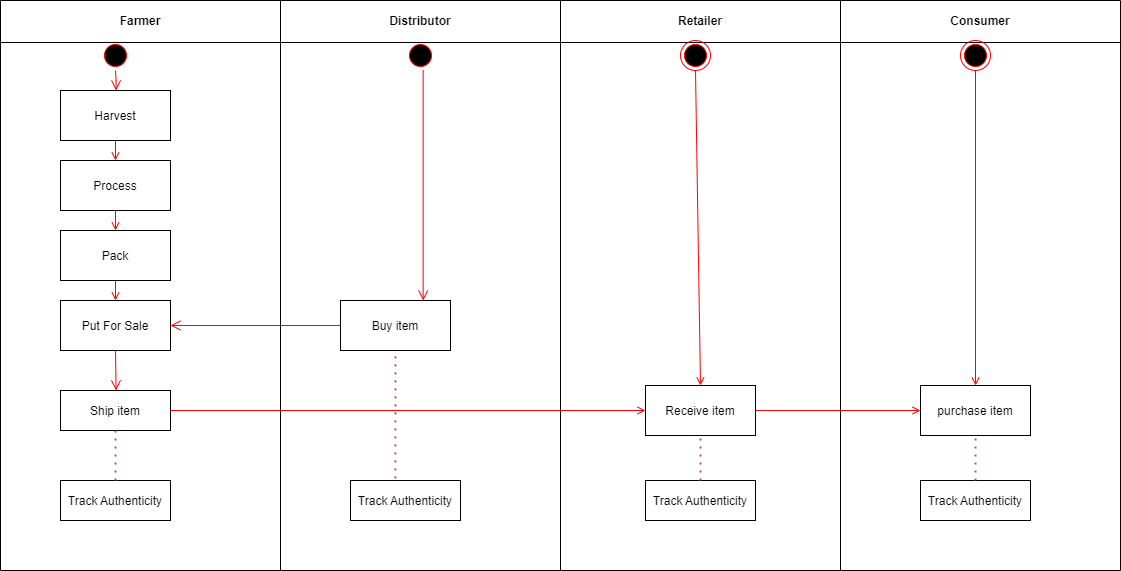 Farmer
Distributor
Retailer
Consumer
Harvest
Process
Pack
Put For Sale
Buy item
Ship item
Receive item
purchase item
Track Authenticity
Track Authenticity
Track Authenticity
Track Authenticity